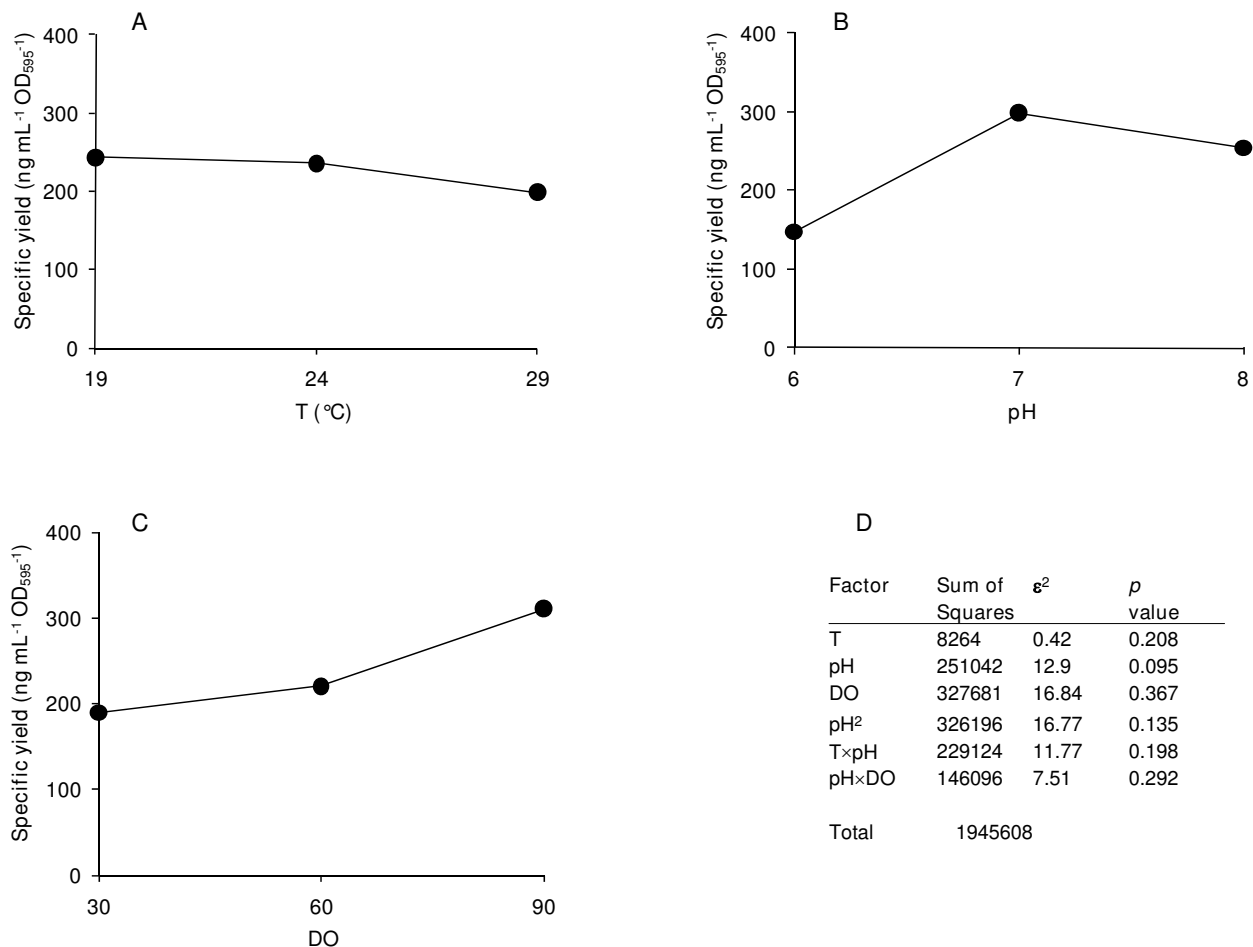 A
Specific yield (ng mL⁻¹ OD₅₉₅⁻¹)
400
300
200
100
0
19 24 29
T (°C)
B
Specific yield (ng mL⁻¹ OD₅₉₅⁻¹)
400
300
200
100
0
6 7 8
pH
C
Specific yield (ng mL⁻¹ OD₅₉₅⁻¹)
400
300
200
100
0
30 60 90
DO
D
Factor Sum of ε² p
Squares value
T 8264 0.42 0.208
pH 251042 12.9 0.095
DO 327681 16.84 0.367
pH² 326196 16.77 0.135
T×pH 229124 11.77 0.198
pH×DO 146096 7.51 0.292
Total 1945608